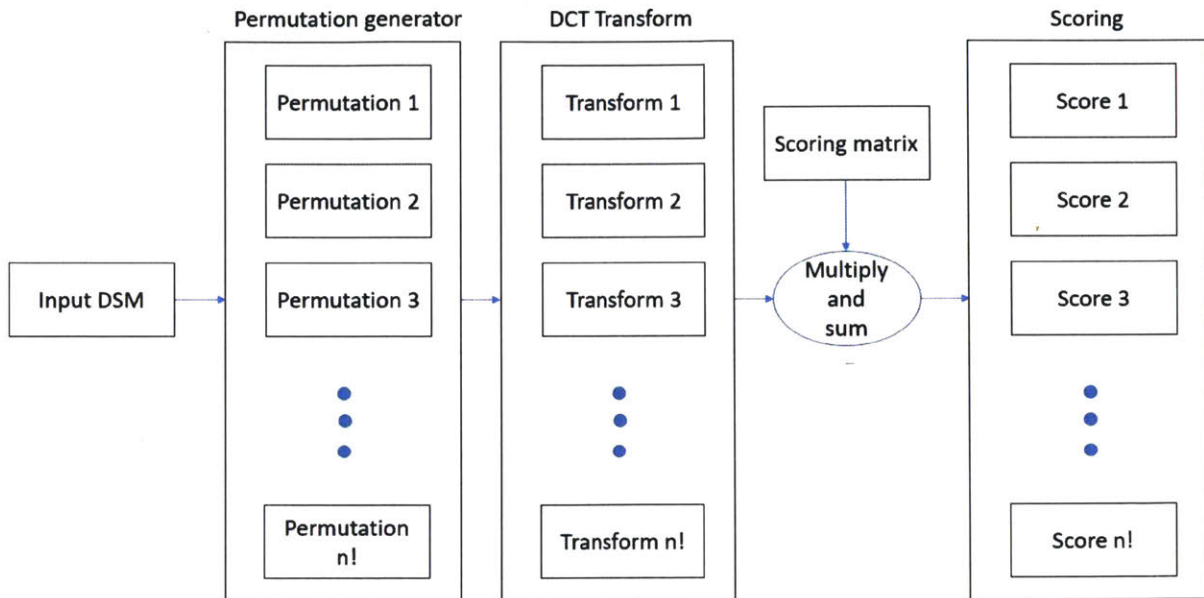 Permutation generator
DCT Transform
Scoring
Permutation 1
Transform 1
Score 1
Scoring matrix
Permutation 2
Transform 2
Score 2
Input DSM
Permutation 3
Transform 3
Multiply
and
sum
Score 3
Permutation
n!
Transform n!
Score n!